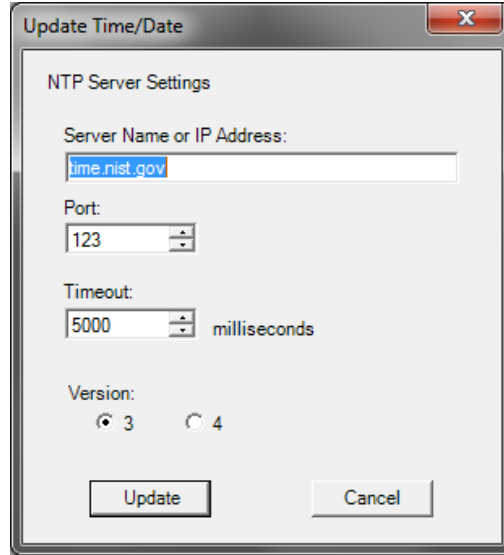 Update Time/Date
NTP Server Settings
Server Name or IP Address:
time.nist.gov
Port:
123
Timeout:
5000 milliseconds
Version:
3 4
Update Cancel